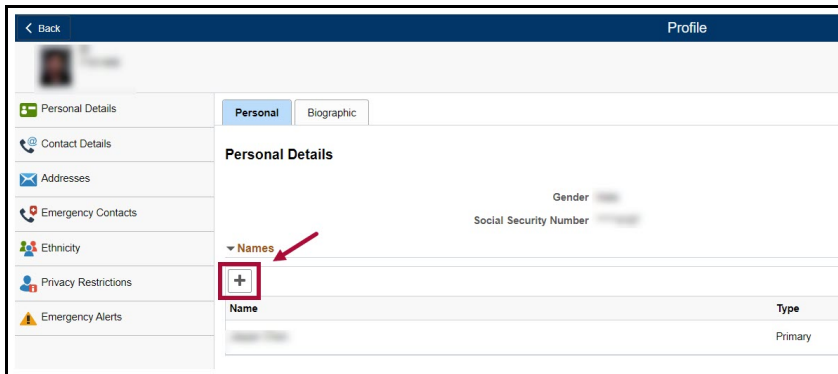 Back
Profile
Personal Details
Contact Details
Addresses
Emergency Contacts
Ethnicity
Privacy Restrictions
Emergency Alerts
Personal Biographic
Personal Details
Gender
Social Security Number
Names
+
Name Type
Primary